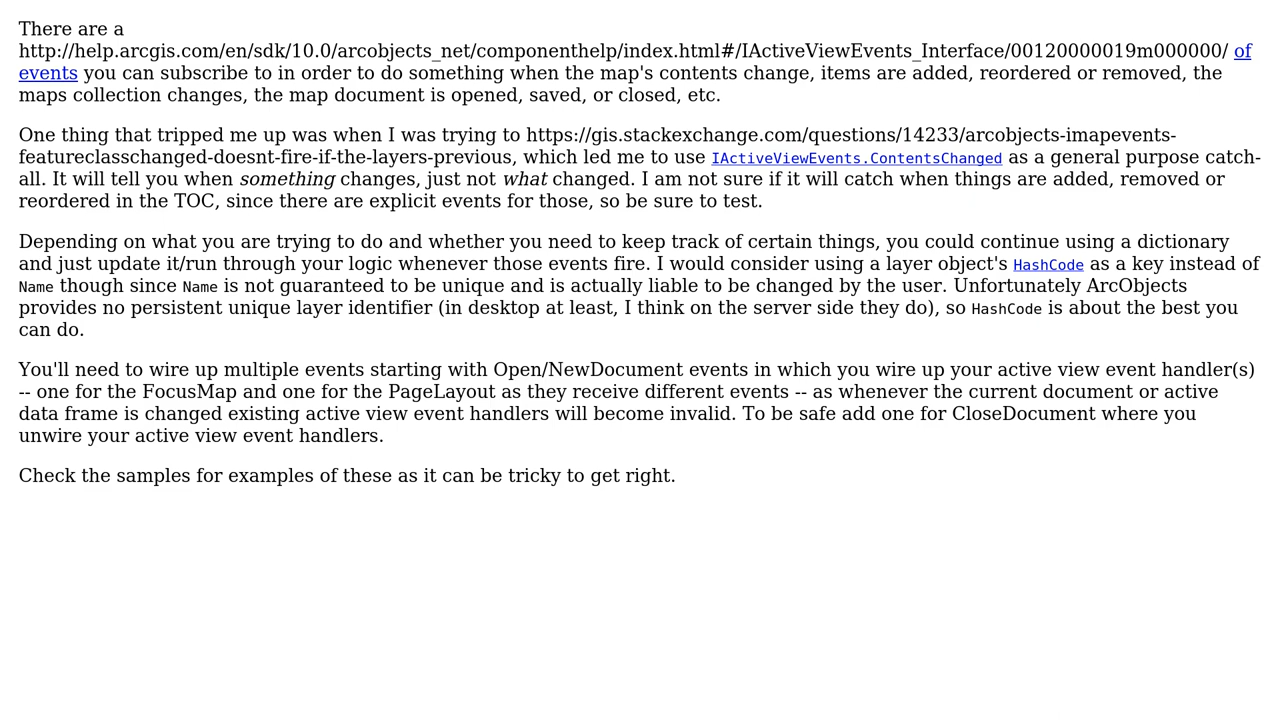 There are a
http://help.arcgis.com/en/sdk/10.0/arcobjects_net/componenthelp/index.html#/IActiveViewEvents_Interface/00120000019m000000/ of
events you can subscribe to in order to do something when the map's contents change, items are added, reordered or removed, the
maps collection changes, the map document is opened, saved, or closed, etc.
One thing that tripped me up was when I was trying to https://gis.stackexchange.com/questions/14233/arcobjects-imapevents-
featureclasschanged-doesnt-fire-if-the-layers-previous, which led me to use IActiveViewEvents.ContentsChanged as a general purpose catch-
all. It will tell you when something changes, just not what changed. I am not sure if it will catch when things are added, removed or
reordered in the TOC, since there are explicit events for those, so be sure to test.
Depending on what you are trying to do and whether you need to keep track of certain things, you could continue using a dictionary
and just update it/run through your logic whenever those events fire. I would consider using a layer object's HashCode as a key instead of
Name though since Name is not guaranteed to be unique and is actually liable to be changed by the user. Unfortunately ArcObjects
provides no persistent unique layer identifier (in desktop at least, I think on the server side they do), so HashCode is about the best you
can do.
You'll need to wire up multiple events starting with Open/NewDocument events in which you wire up your active view event handler(s)
-- one for the FocusMap and one for the PageLayout as they receive different events -- as whenever the current document or active
data frame is changed existing active view event handlers will become invalid. To be safe add one for CloseDocument where you
unwire your active view event handlers.
Check the samples for examples of these as it can be tricky to get right.